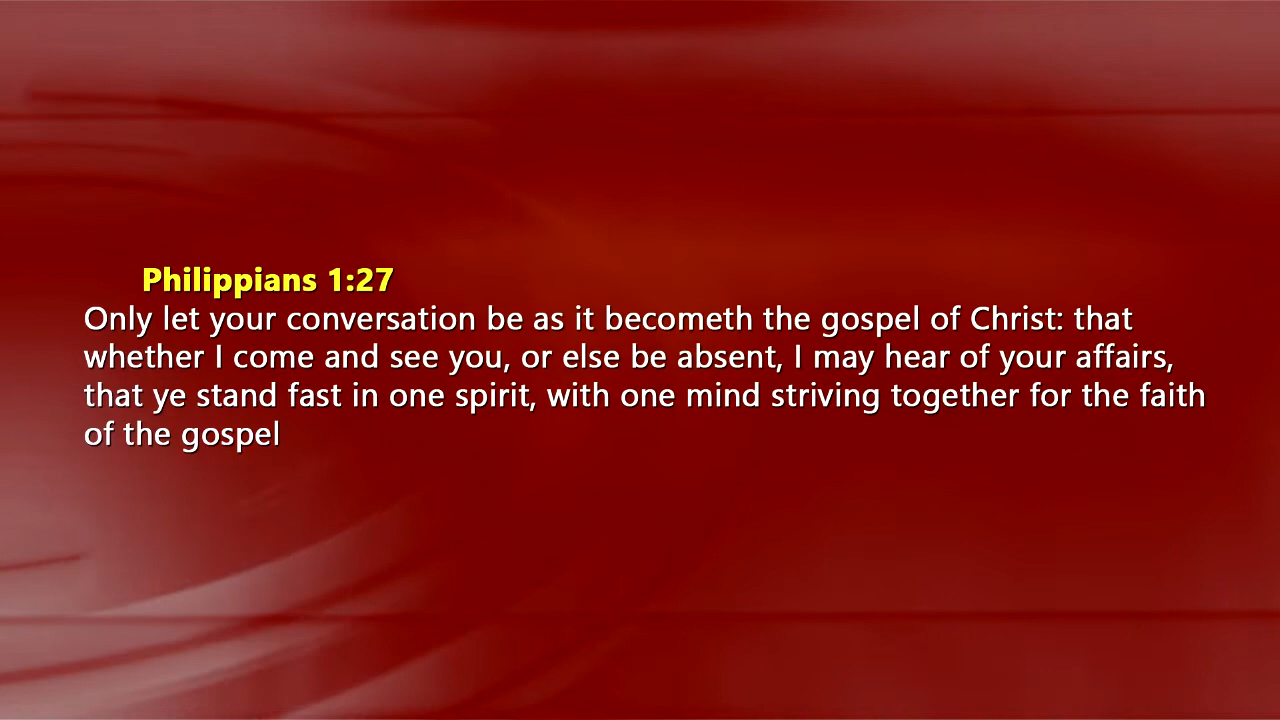 Philippians 1:27
Only let your conversation be as it becometh the gospel of Christ: that
whether I come and see you, or else be absent, I may hear of your affairs,
that ye stand fast in one spirit, with one mind striving together for the faith
of the gospel